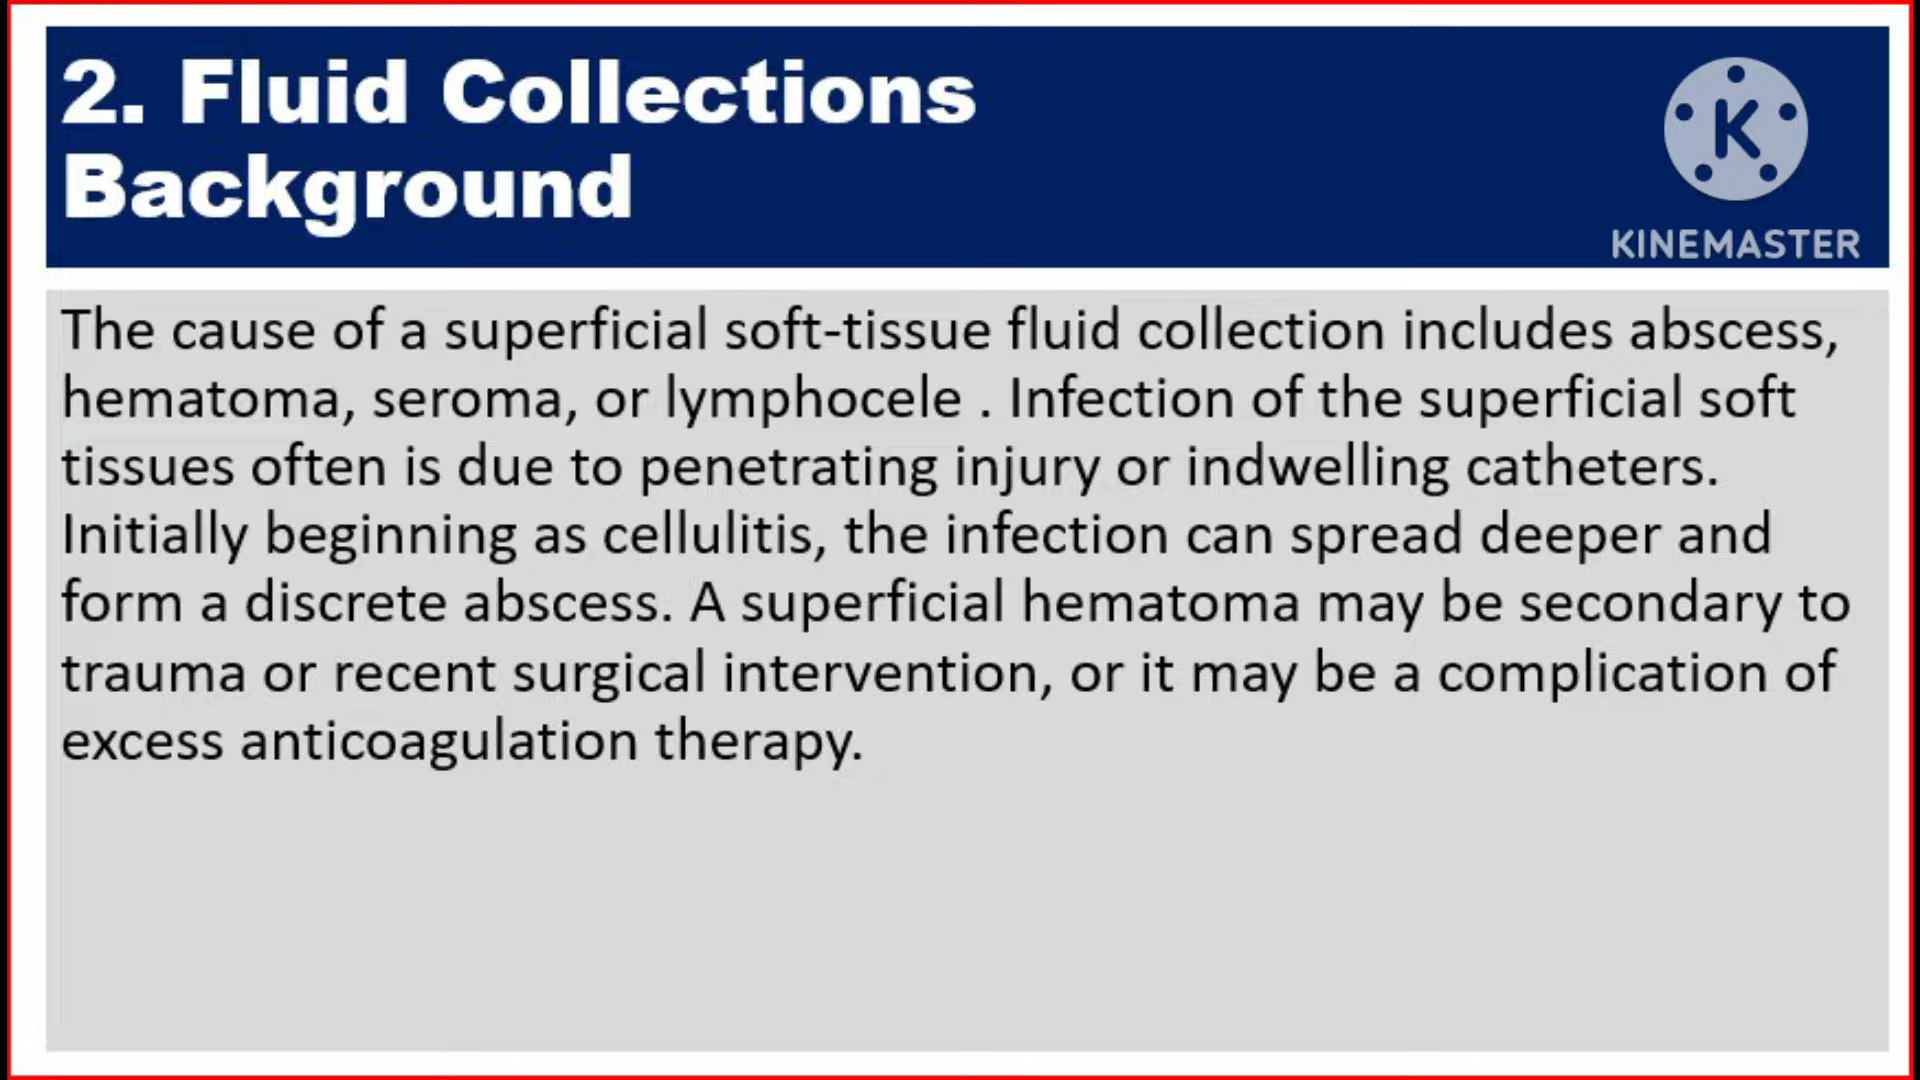 2. Fluid Collections
Background
K
KINEMASTER
The cause of a superficial soft-tissue fluid collection includes abscess,
hematoma, seroma, or lymphocele . Infection of the superficial soft
tissues often is due to penetrating injury or indwelling catheters.
Initially beginning as cellulitis, the infection can spread deeper and
form a discrete abscess. A superficial hematoma may be secondary to
trauma or recent surgical intervention, or it may be a complication of
excess anticoagulation therapy.